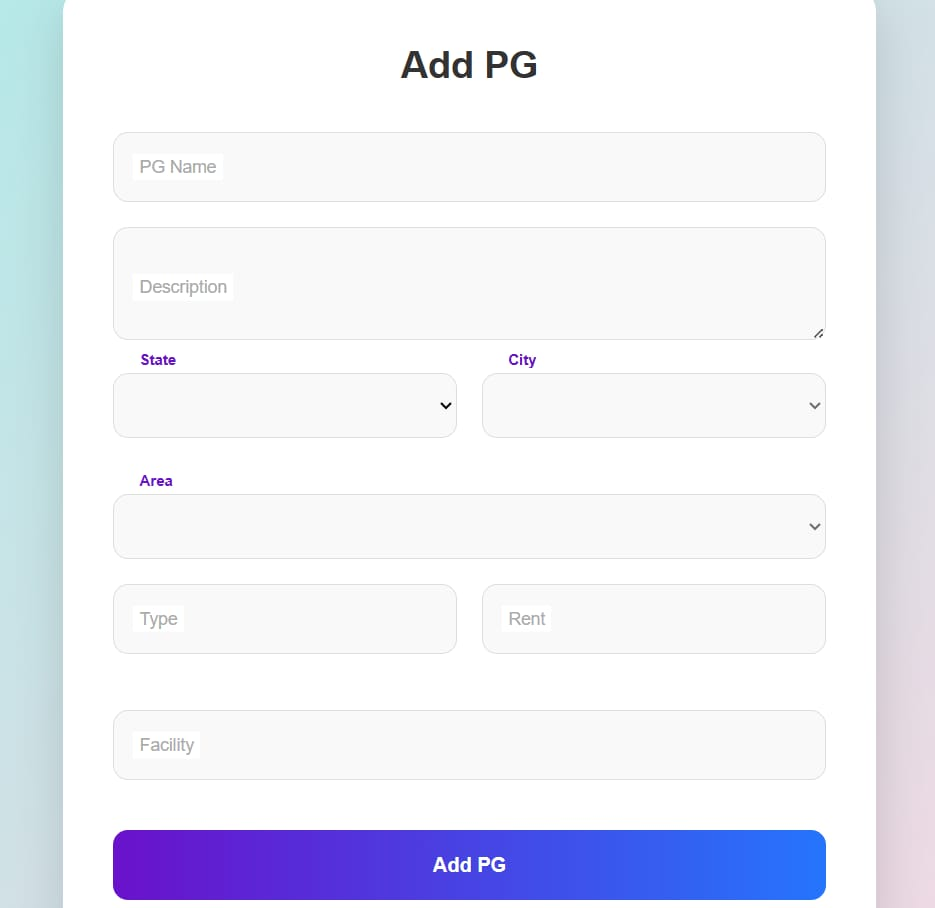 Add PG
PG Name
Description
State City
Area
Type Rent
Facility
Add PG